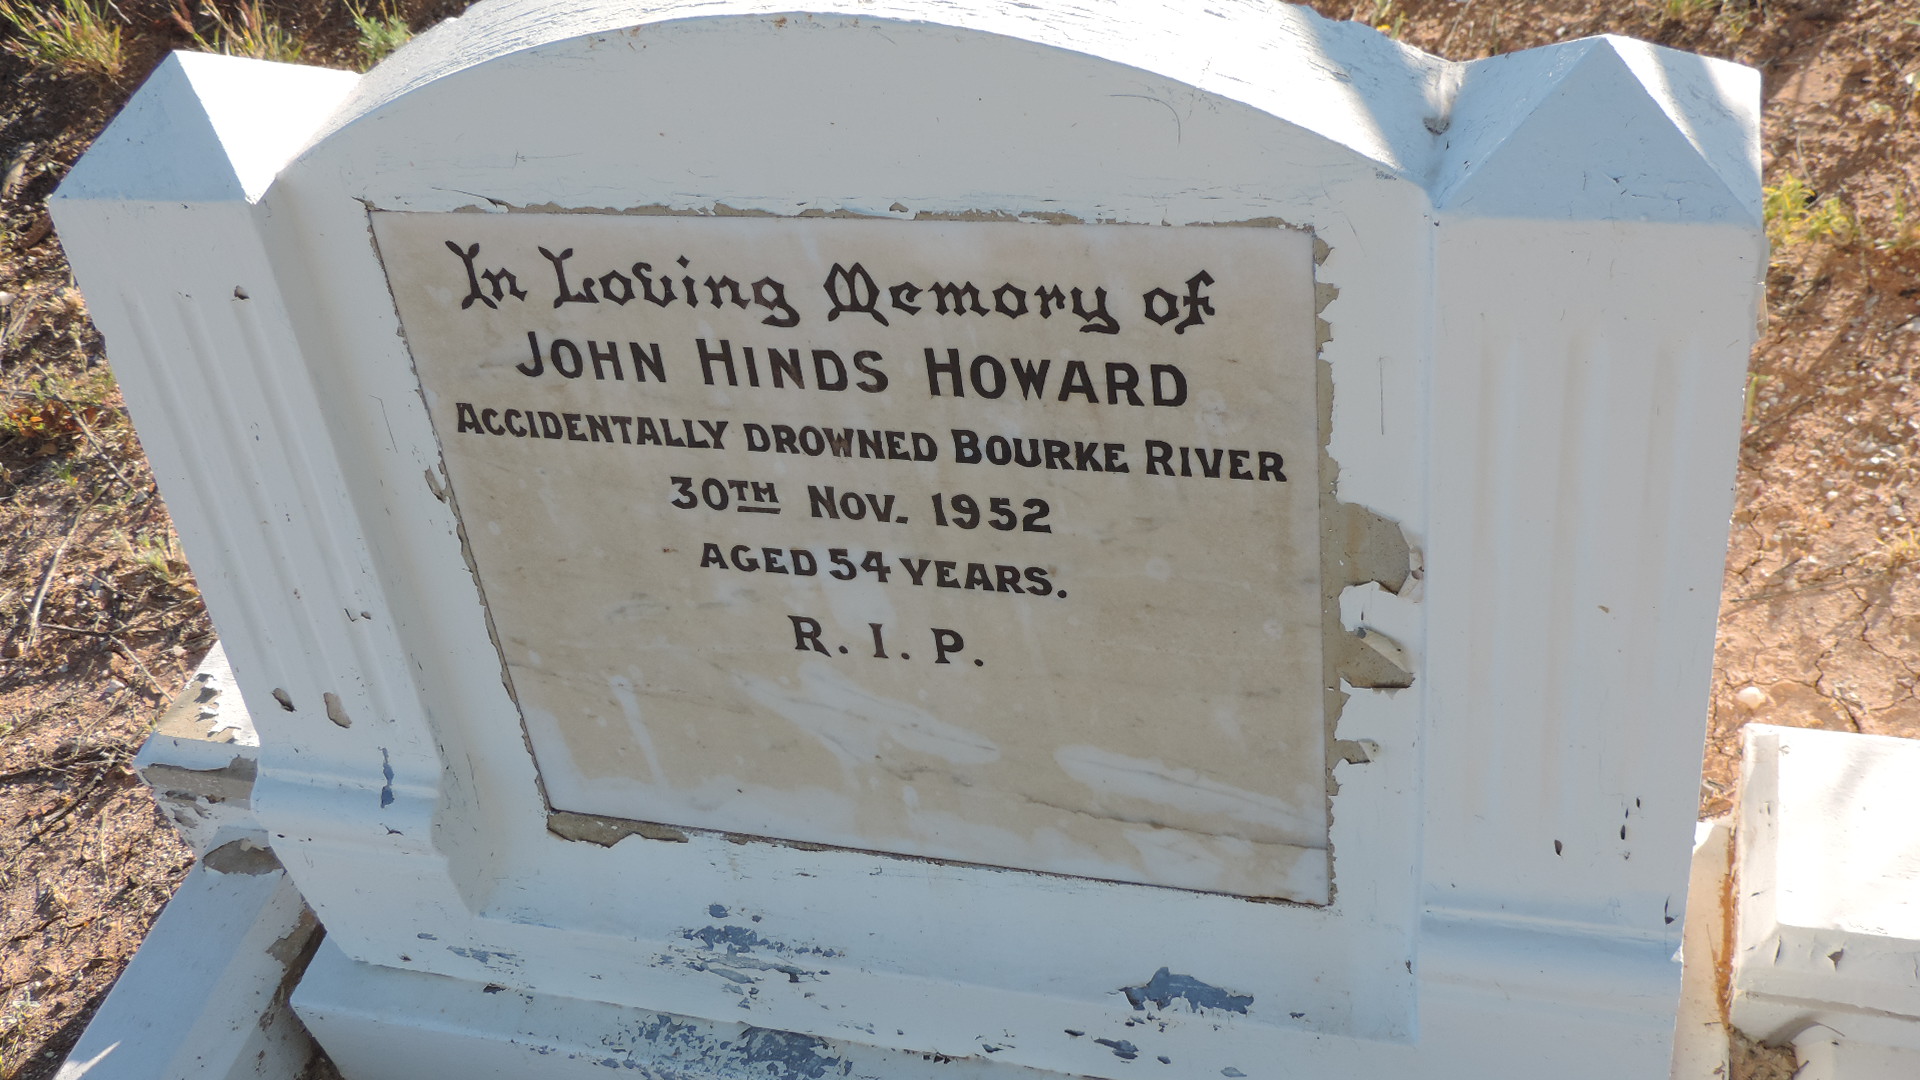 In Loving Memory of
JOHN HINDS HOWARD
ACCIDENTALLY DROWNED BOURKE RIVER
30TH NOV. 1952
AGED 54 YEARS.
R. I. P.